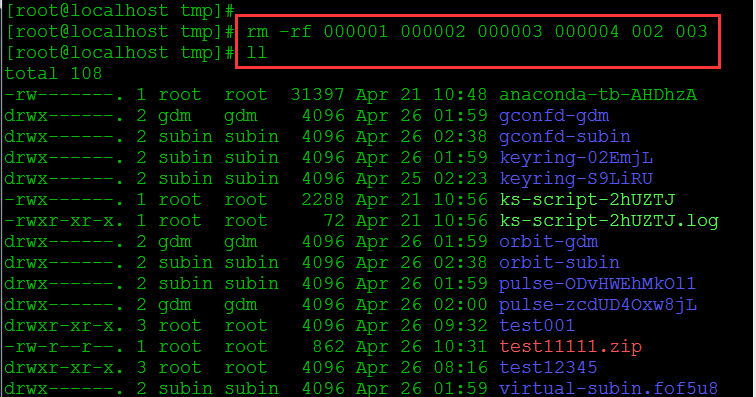 [root@localhost tmp]#
[root@localhost tmp]# rm -rf 000001 000002 000003 000004 002 003
[root@localhost tmp]# ll
total 108
-rw-------. 1 root  root  31397 Apr 21 10:48 anaconda-tb-AHDhzA
drwx------. 2 gdm   gdm    4096 Apr 26 01:59 gconfd-gdm
drwx------. 2 subin subin  4096 Apr 26 02:38 gconfd-subin
drwx------. 2 subin subin  4096 Apr 26 01:59 keyring-02EmjL
drwx------. 2 subin subin  4096 Apr 25 02:23 keyring-S9LiRU
-rwx------. 1 root  root   2288 Apr 21 10:56 ks-script-2hUZTJ
-rwxr-xr-x. 1 root  root     72 Apr 21 10:56 ks-script-2hUZTJ.log
drwx------. 2 gdm   gdm    4096 Apr 26 01:59 orbit-gdm
drwx------. 2 subin subin  4096 Apr 26 02:38 orbit-subin
drwx------. 2 subin subin  4096 Apr 26 01:59 pulse-ODvHWEhMkOl1
drwx------. 2 gdm   gdm    4096 Apr 26 02:00 pulse-zcdUD4Oxw8jL
drwxr-xr-x. 3 root  root   4096 Apr 26 09:32 test001
-rw-r--r--. 1 root  root    862 Apr 26 10:31 test11111.zip
drwxr-xr-x. 3 root  root   4096 Apr 26 08:16 test12345
drwx------. 2 subin subin  4096 Apr 26 01:59 virtual-subin.fof5u8